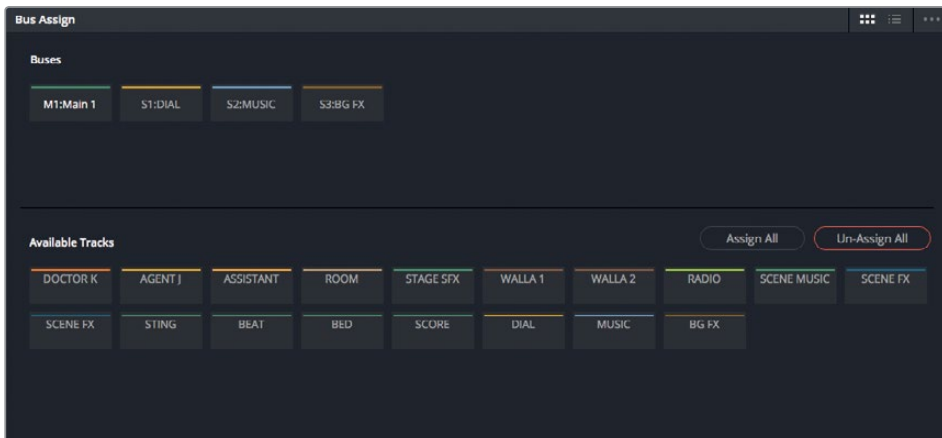 Bus Assign
Buses
M1:Main 1 S1:DIAL S2:MUSIC S3:BG FX
Available Tracks Assign All Un-Assign All
DOCTOR K AGENT J ASSISTANT ROOM STAGE SFX WALLA 1 WALLA 2 RADIO SCENE MUSIC SCENE FX
SCENE FX STING BEAT BED SCORE DIAL MUSIC BG FX